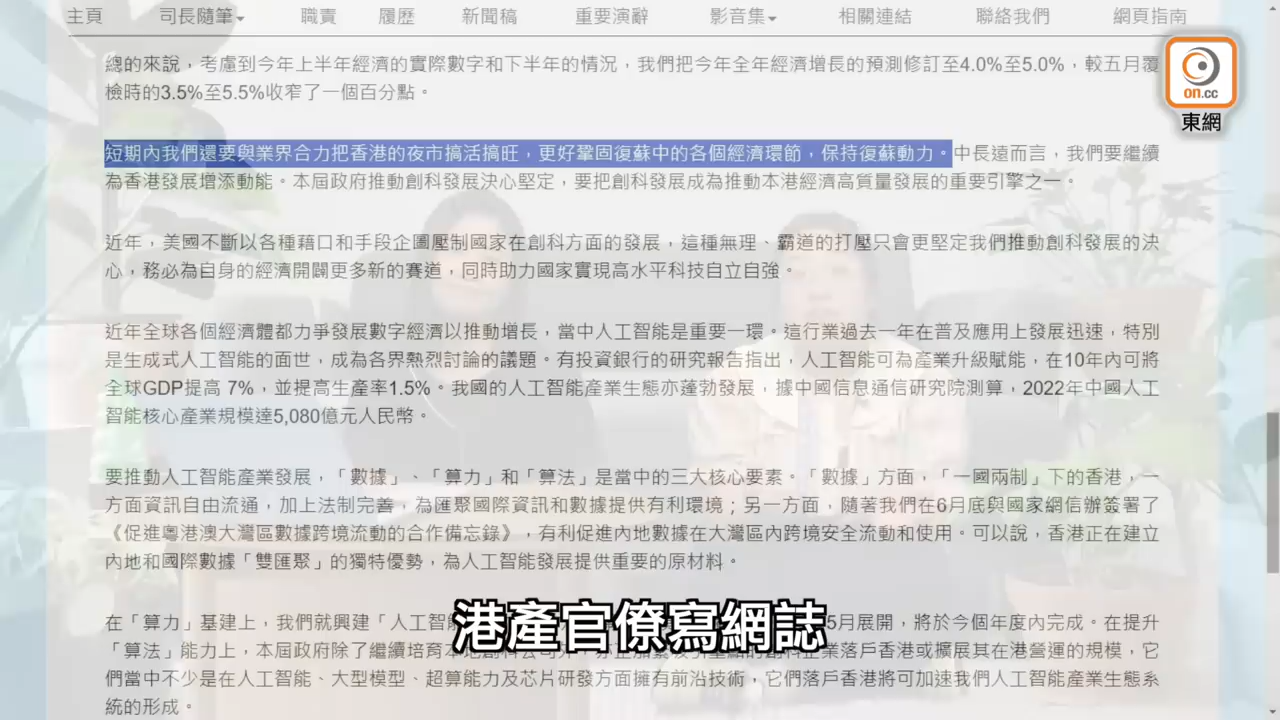 主頁 司長隨筆 職責 履歷 新聞稿 重要演辭 影音集 相關連結 聯絡我們 網頁指南
總的來說，考慮到今年上半年經濟的實際數字和下半年的情況，我們把今年全年經濟增長的預測修訂至4.0%至5.0%，較五月覆
檢時的3.5%至5.5%收窄了一個百分點。
on.cc
東網
短期內我們還要與業界合力把香港的夜市搞活搞旺，更好鞏固復蘇中的各個經濟環節，保持復蘇動力。中長遠而言，我們要繼續
為香港發展增添動能。本屆政府推動創科發展決心堅定，要把創科發展成為推動本港經濟高質量發展的重要引擎之一。
近年，美國不斷以各種藉口和手段企圖壓制國家在創科方面的發展，這種無理、霸道的打壓只會更堅定我們推動創科發展的決
心，務必為自身的經濟開闢更多新的賽道，同時助力國家實現高水平科技自立自強。
近年全球各個經濟體都力爭發展數字經濟以推動增長，當中人工智能是重要一環。這行業過去一年在普及應用上發展迅速，特別
是生成式人工智能的面世，成為各界熱烈討論的議題。有投資銀行的研究報告指出，人工智能可為產業升級賦能，在10年內可將
全球GDP提高 7%，並提高生產率1.5%。我國的人工智能產業生態亦蓬勃發展，據中國信息通信研究院測算，2022年中國人工
智能核心產業規模達5,080億元人民幣。
要推動人工智能產業發展，「數據」、「算力」和「算法」是當中的三大核心要素。「數據」方面，「一國兩制」下的香港，一
方面資訊自由流通，加上法制完善，為匯聚國際資訊和數據提供有利環境；另一方面，隨著我們在6月底與國家網信辦簽署了
《促進粵港澳大灣區數據跨境流動的合作備忘錄》，有利促進內地數據在大灣區內跨境安全流動和使用。可以說，香港正在建立
內地和國際數據「雙匯聚」的獨特優勢，為人工智能發展提供重要的原材料。
在「算力」基建上，我們就興建「人工智能 5月展開，將於今個年度內完成。在提升
港產官僚寫網誌
「算法」能力上，本屆政府除了繼續培育本地創科公司外，亦正加緊吸引重點的創科企業落戶香港或擴展其在港營運的規模，它
們當中不少是在人工智能、大型模型、超算能力及芯片研發方面擁有前沿技術，它們落戶香港將可加速我們人工智能產業生態系
統的形成。